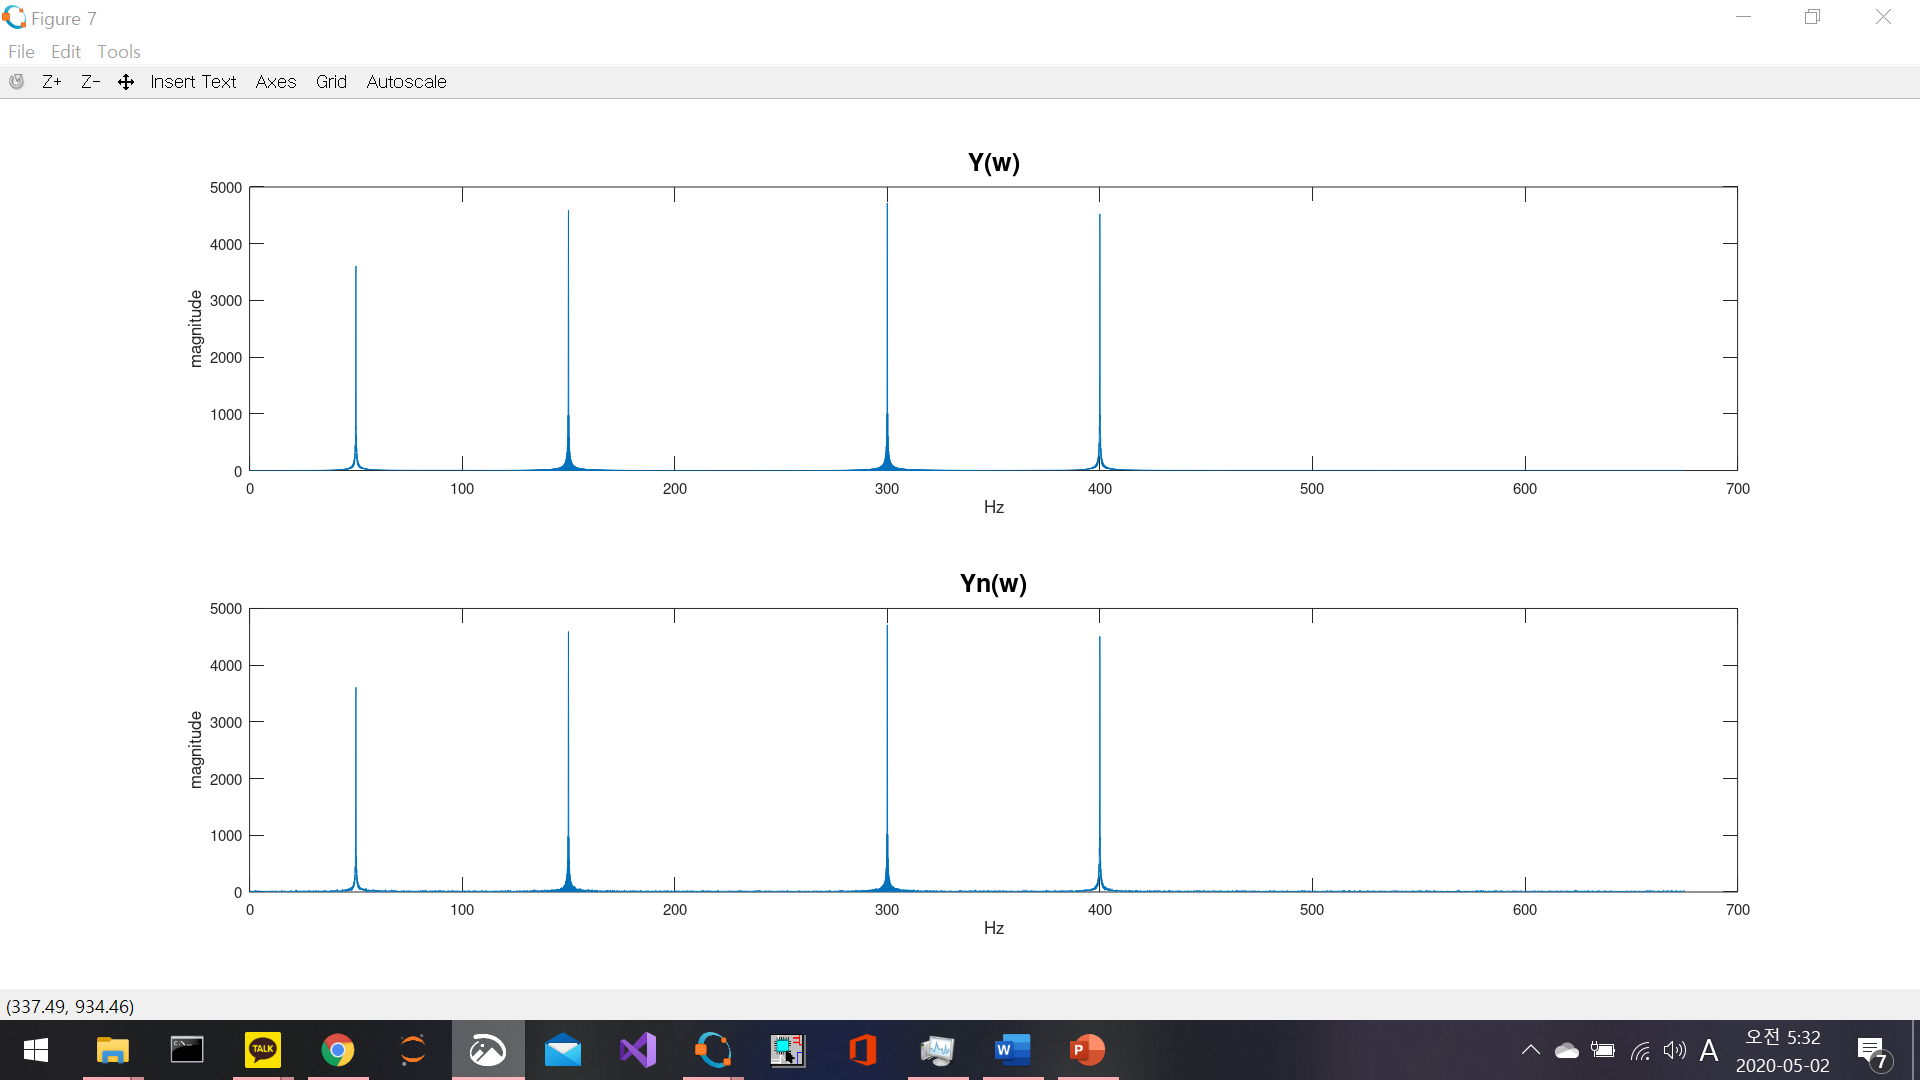 Figure 7
File Edit Tools
Z+ Z- Insert Text Axes Grid Autoscale
Y(w)
5000
4000
3000
2000
1000
0
magnitude
0 100 200 300 400 500 600 700
Hz
Yn(w)
5000
4000
3000
2000
1000
0
magnitude
0 100 200 300 400 500 600 700
Hz
(337.49, 934.46)
TALK
W
P
A
오전 5:32
2020-05-02
7